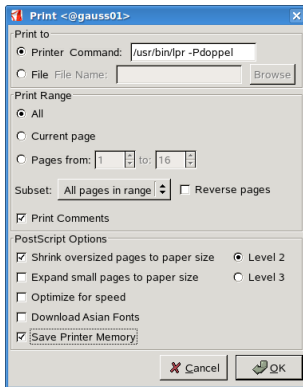 Print <@gauss01>
Print to
Printer Command: /usr/bin/lpr -Pdoppel
File File Name: Browse
Print Range
All
Current page
Pages from: 1 to: 16
Subset: All pages in range Reverse pages
Print Comments
PostScript Options
Shrink oversized pages to paper size Level 2
Expand small pages to paper size Level 3
Optimize for speed
Download Asian Fonts
Save Printer Memory
Cancel OK